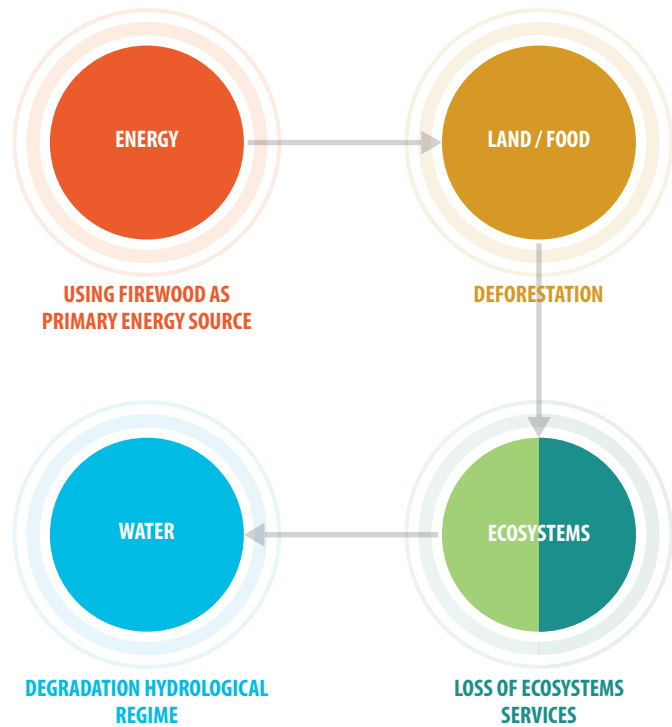 ENERGY
LAND / FOOD
USING FIREWOOD AS
PRIMARY ENERGY SOURCE
DEFORESTATION
WATER
ECOSYSTEMS
DEGRADATION HYDROLOGICAL
REGIME
LOSS OF ECOSYSTEMS
SERVICES